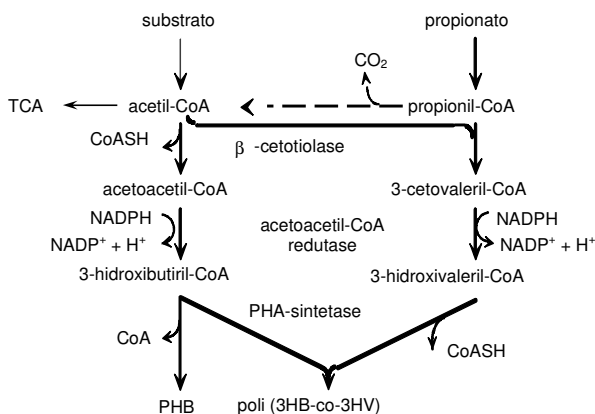 substrato
propionato
CO2
TCA
acetil-CoA
propionil-CoA
CoASH
β -cetotiolase
acetoacetil-CoA
3-cetovaleril-CoA
NADPH
NADP+ + H+
acetoacetil-CoA
redutase
NADPH
NADP+ + H+
3-hidroxibutiril-CoA
3-hidroxivaleril-CoA
PHA-sintetase
CoA
CoASH
PHB
poli (3HB-co-3HV)